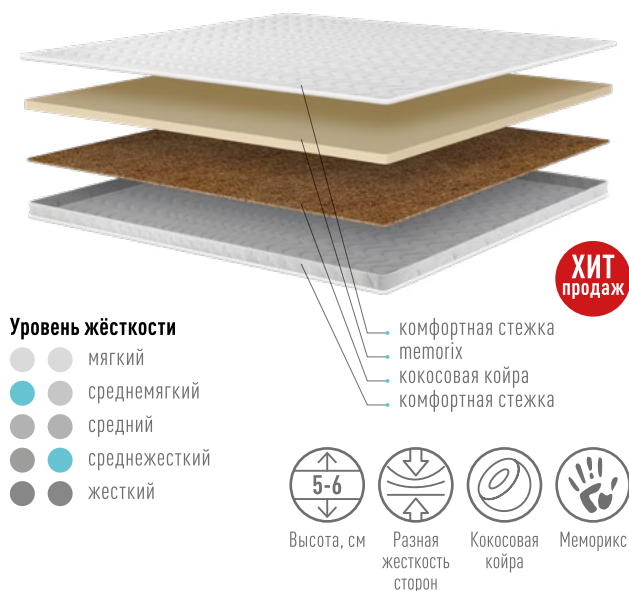 ХИТ
продаж
Уровень жёсткости
мягкий
среднемягкий
средний
среднежесткий
жесткий
комфортная стежка
memorix
кокосовая койра
комфортная стежка
5-6
Высота, см
Разная
жесткость
сторон
Кокосовая
койра
Меморикс